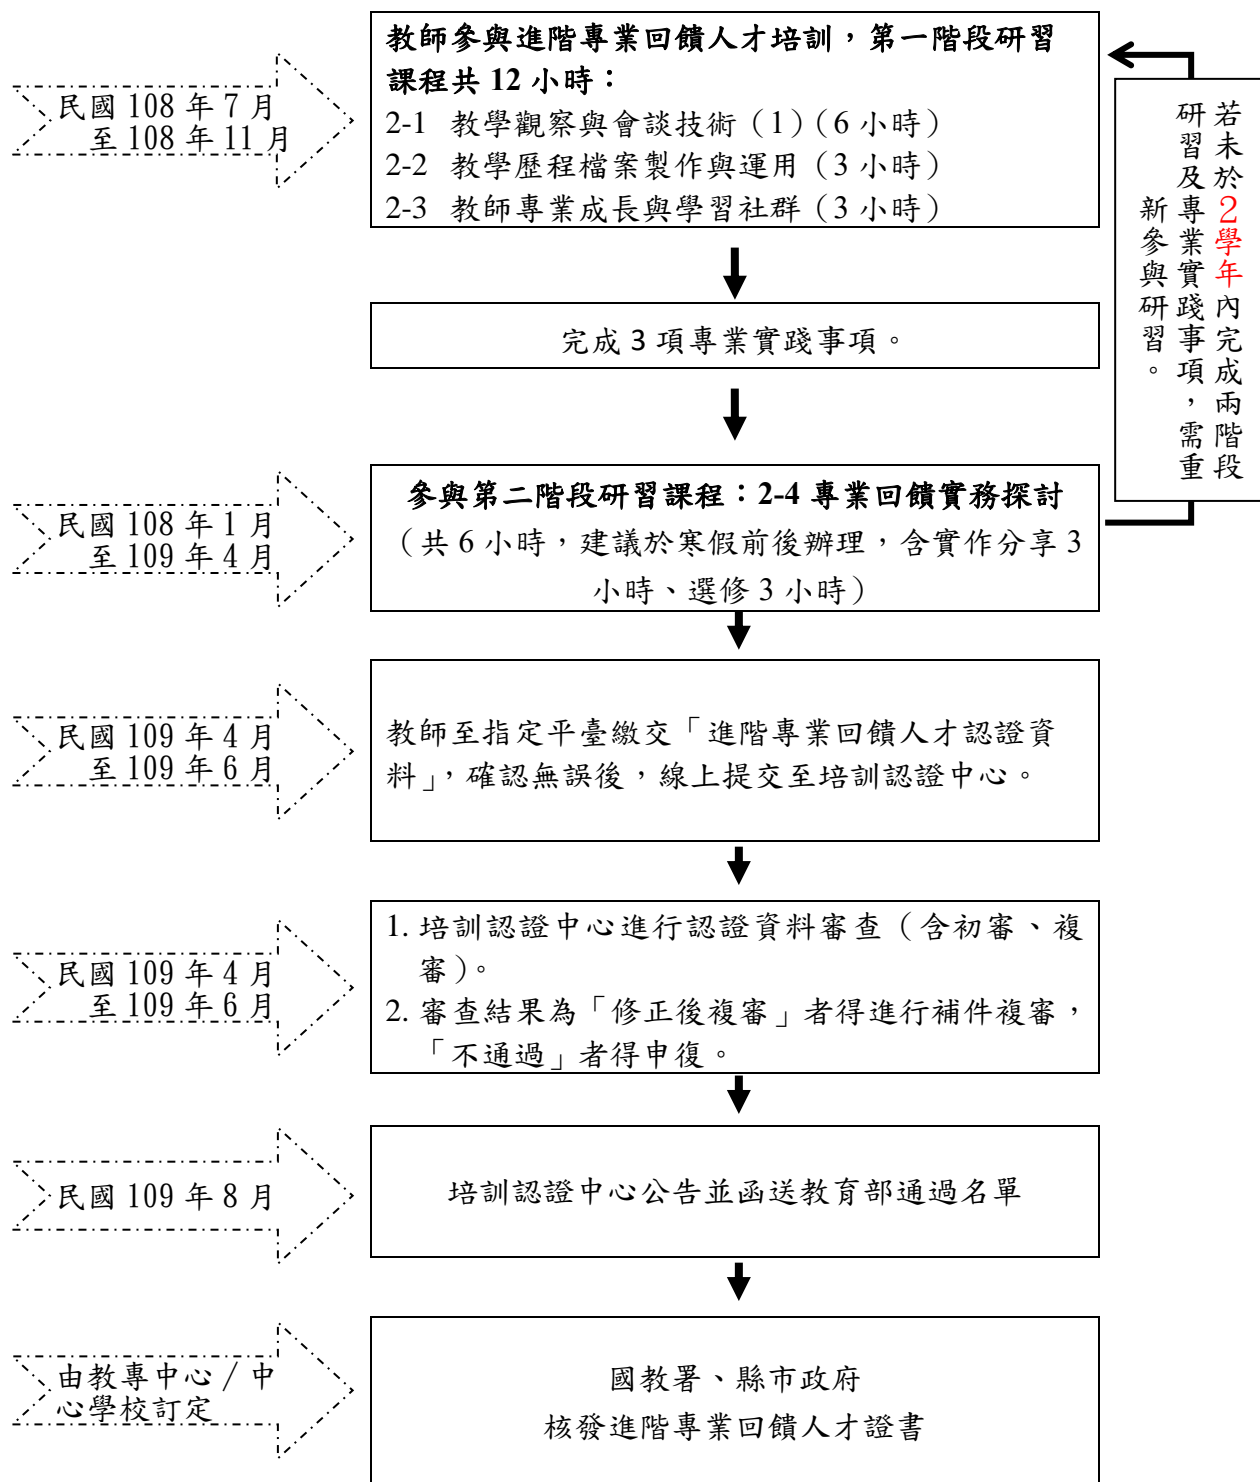 民國 108 年 7 月
至 108 年 11 月
教師參與進階專業回饋人才培訓，第一階段研習
課程共 12 小時：
2-1 教學觀察與會談技術（1）（6 小時）
2-2 教學歷程檔案製作與運用（3 小時）
2-3 教師專業成長與學習社群（3 小時）
若未於2學年內完成兩階段
研習及專業實踐事項，需重
新參與研習。
完成 3 項專業實踐事項。
民國 108 年 1 月
至 109 年 4 月
參與第二階段研習課程：2-4 專業回饋實務探討
（共 6 小時，建議於寒假前後辦理，含實作分享 3
小時、選修 3 小時）
民國 109 年 4 月
至 109 年 6 月
教師至指定平臺繳交「進階專業回饋人才認證資
料」，確認無誤後，線上提交至培訓認證中心。
民國 109 年 4 月
至 109 年 6 月
1. 培訓認證中心進行認證資料審查（含初審、複
審）。
2. 審查結果為「修正後複審」者得進行補件複審，
「不通過」者得申復。
民國 109 年 8 月
培訓認證中心公告並函送教育部通過名單
由教專中心／中
心學校訂定
國教署、縣市政府
核發進階專業回饋人才證書